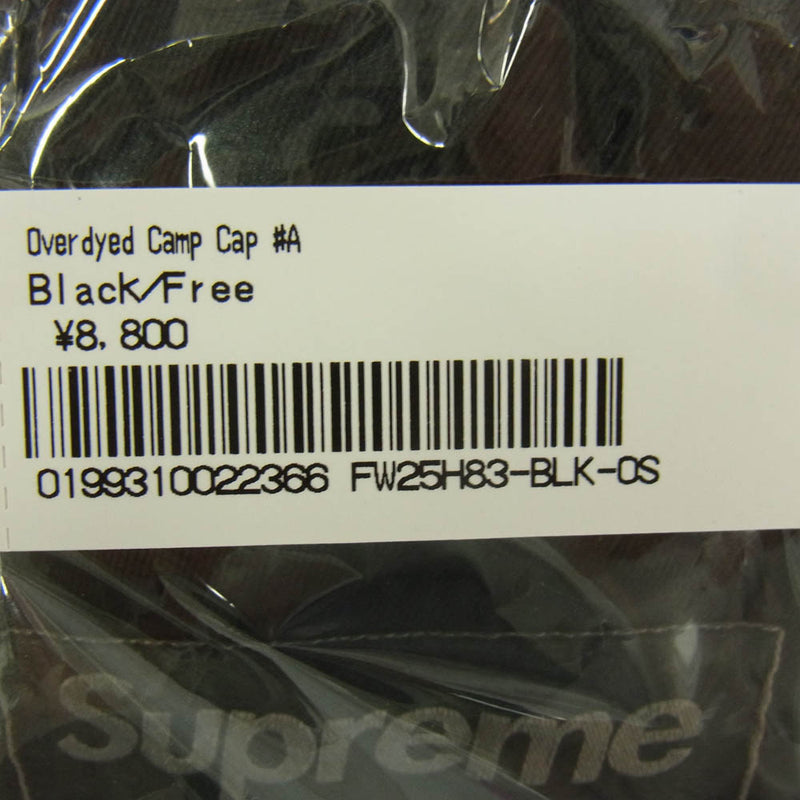 Overdyed Camp Cap #A
Black/Free
¥8,800
0199310022366 FW25H83-BLK-OS
Supreme